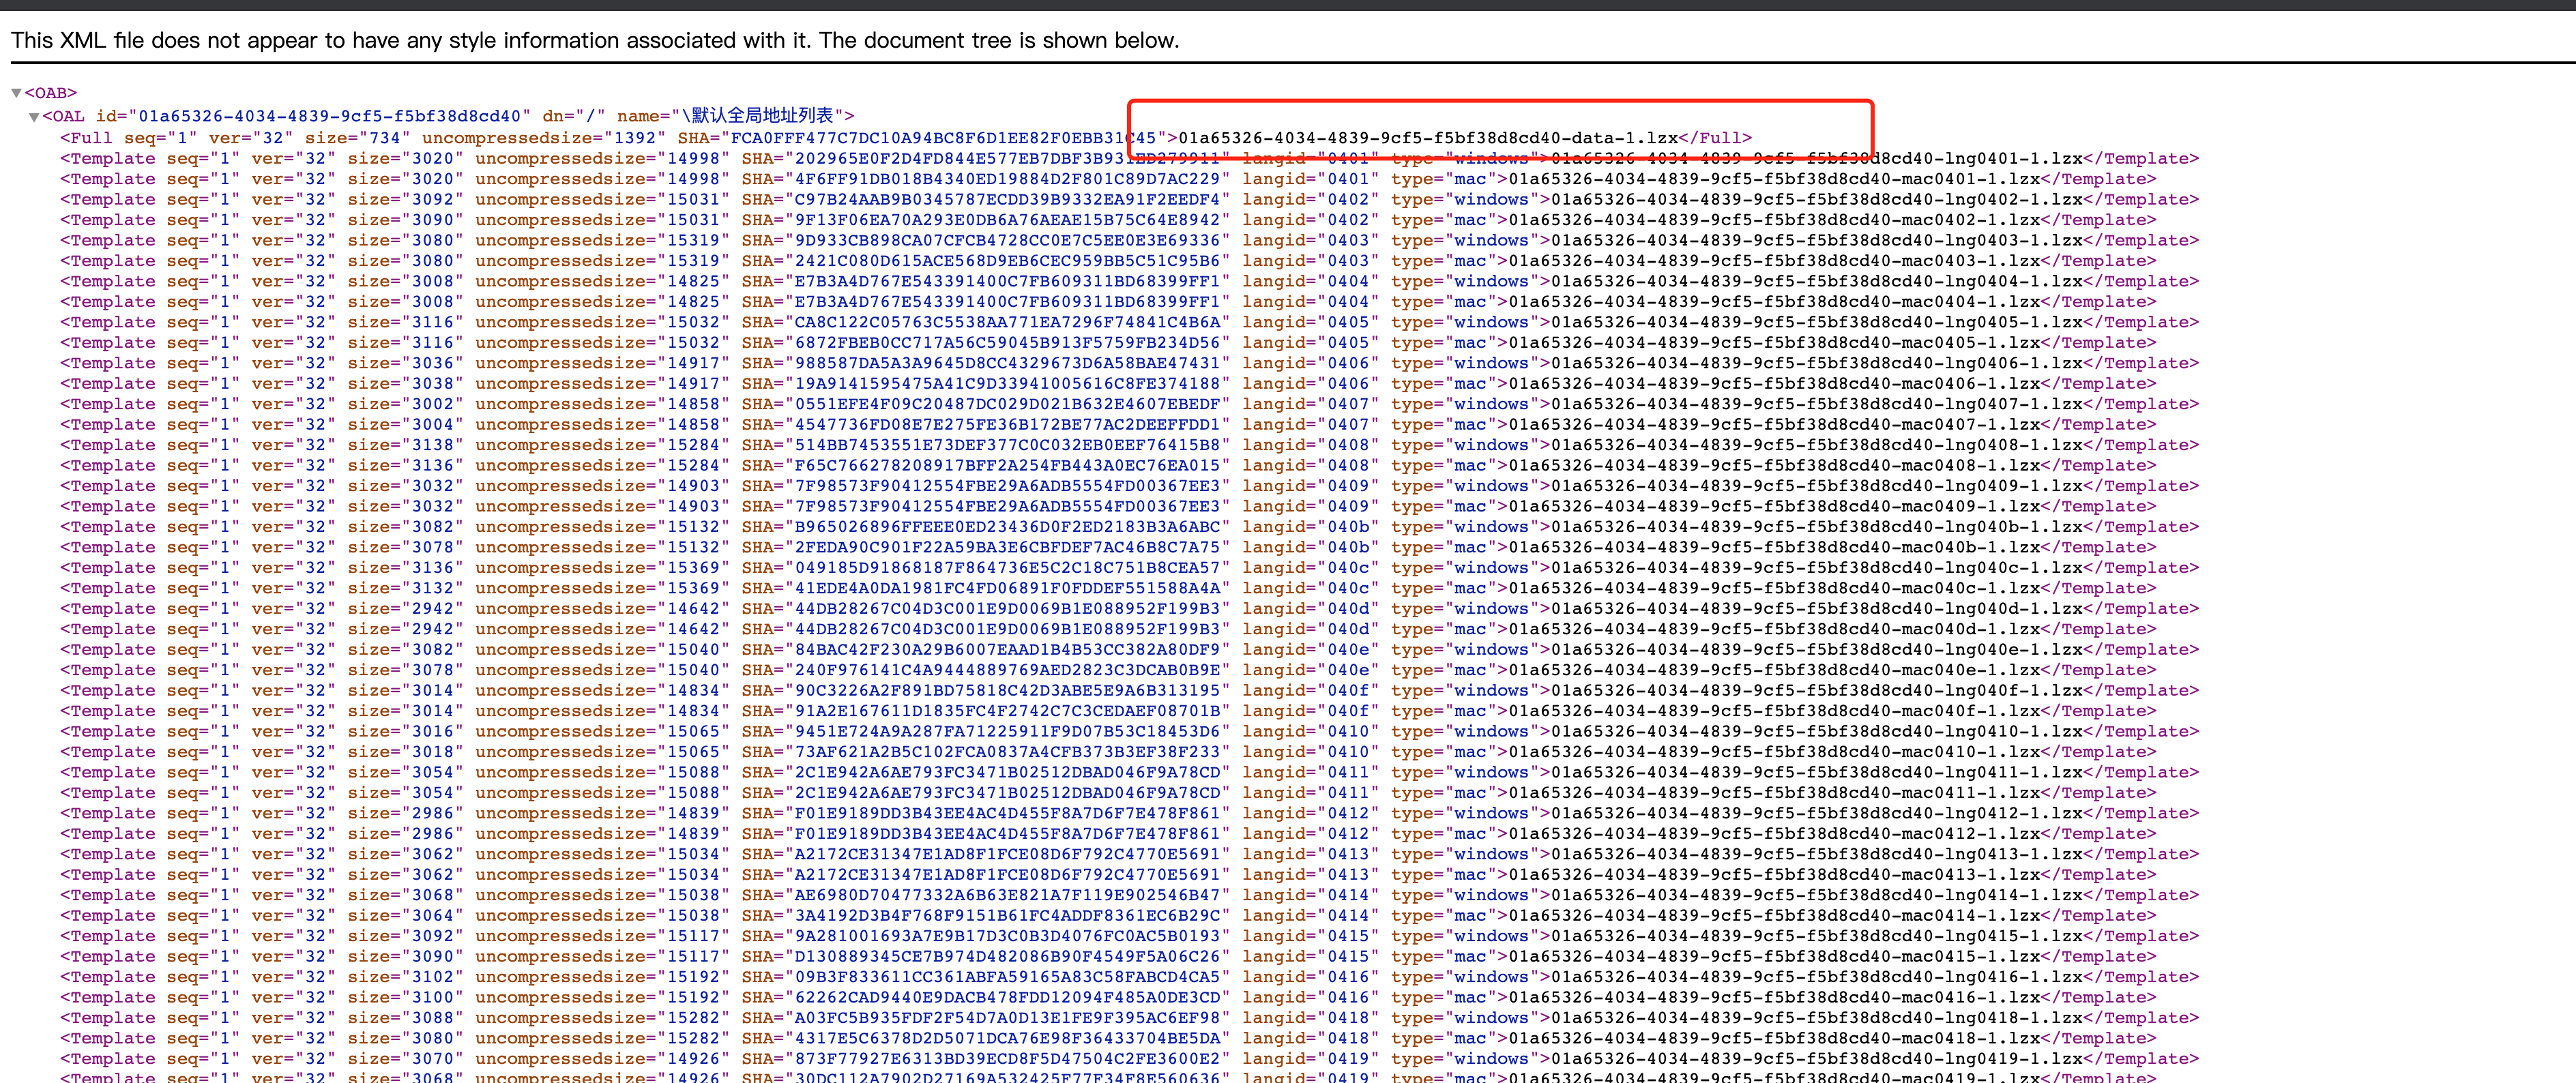 This XML file does not appear to have any style information associated with it. The document tree is shown below.
▼<OAB>
▼<OAL id="01a65326-4034-4839-9cf5-f5bf38d8cd40" dn="/" name="\默认全局地址列表">
<Full seq="1" ver="32" size="734" uncompressedsize="1392" SHA="FCA0FFF477C7DC10A94BC8F6D1EE82F0EBB31C45">01a65326-4034-4839-9cf5-f5bf38d8cd40-data-1.lzx</Full>
<Template seq="1" ver="32" size="3020" uncompressedsize="14998" SHA="202965E0F2D4FD844E577EB7DBF3B931BD279911" langid="0401" type="windows">01a65326-4034-4839-9cf5-f5bf38d8cd40-lng0401-1.lzx</Template>
<Template seq="1" ver="32" size="3020" uncompressedsize="14998" SHA="4F6FF91DB018B4340ED19884D2F801C89D7AC229" langid="0401" type="mac">01a65326-4034-4839-9cf5-f5bf38d8cd40-mac0401-1.lzx</Template>
<Template seq="1" ver="32" size="3092" uncompressedsize="15031" SHA="C97B24AAB9B0345787ECDD39B9332EA91F2EEDF4" langid="0402" type="windows">01a65326-4034-4839-9cf5-f5bf38d8cd40-lng0402-1.lzx</Template>
<Template seq="1" ver="32" size="3090" uncompressedsize="15031" SHA="9F13F06EA70A293E0DB6A76AEAE15B75C64E8942" langid="0402" type="mac">01a65326-4034-4839-9cf5-f5bf38d8cd40-mac0402-1.lzx</Template>
<Template seq="1" ver="32" size="3080" uncompressedsize="15319" SHA="9D933CB898CA07CFCB4728CC0E7C5EE0E3E69336" langid="0403" type="windows">01a65326-4034-4839-9cf5-f5bf38d8cd40-lng0403-1.lzx</Template>
<Template seq="1" ver="32" size="3080" uncompressedsize="15319" SHA="2421C080D615ACE568D9EB6CEC959BB5C51C95B6" langid="0403" type="mac">01a65326-4034-4839-9cf5-f5bf38d8cd40-mac0403-1.lzx</Template>
<Template seq="1" ver="32" size="3008" uncompressedsize="14825" SHA="E7B3A4D767E543391400C7FB609311BD68399FF1" langid="0404" type="windows">01a65326-4034-4839-9cf5-f5bf38d8cd40-lng0404-1.lzx</Template>
<Template seq="1" ver="32" size="3008" uncompressedsize="14825" SHA="E7B3A4D767E543391400C7FB609311BD68399FF1" langid="0404" type="mac">01a65326-4034-4839-9cf5-f5bf38d8cd40-mac0404-1.lzx</Template>
<Template seq="1" ver="32" size="3116" uncompressedsize="15032" SHA="CA8C122C05763C5538AA771EA7296F74841C4B6A" langid="0405" type="windows">01a65326-4034-4839-9cf5-f5bf38d8cd40-lng0405-1.lzx</Template>
<Template seq="1" ver="32" size="3116" uncompressedsize="15032" SHA="6872FBEB0CC717A56C59045B913F5759FB234D56" langid="0405" type="mac">01a65326-4034-4839-9cf5-f5bf38d8cd40-mac0405-1.lzx</Template>
<Template seq="1" ver="32" size="3036" uncompressedsize="14917" SHA="988587DA5A3A9645D8CC4329673D6A58BAE47431" langid="0406" type="windows">01a65326-4034-4839-9cf5-f5bf38d8cd40-lng0406-1.lzx</Template>
<Template seq="1" ver="32" size="3038" uncompressedsize="14917" SHA="19A9141595475A41C9D33941005616C8FE374188" langid="0406" type="mac">01a65326-4034-4839-9cf5-f5bf38d8cd40-mac0406-1.lzx</Template>
<Template seq="1" ver="32" size="3002" uncompressedsize="14858" SHA="0551EFE4F09C20487DC029D021B632E4607EBEDF" langid="0407" type="windows">01a65326-4034-4839-9cf5-f5bf38d8cd40-lng0407-1.lzx</Template>
<Template seq="1" ver="32" size="3004" uncompressedsize="14858" SHA="4547736FD08E7E275FE36B172BE77AC2DEEFFDD1" langid="0407" type="mac">01a65326-4034-4839-9cf5-f5bf38d8cd40-mac0407-1.lzx</Template>
<Template seq="1" ver="32" size="3138" uncompressedsize="15284" SHA="514BB7453551E73DEF377C0C032EB0EEF76415B8" langid="0408" type="windows">01a65326-4034-4839-9cf5-f5bf38d8cd40-lng0408-1.lzx</Template>
<Template seq="1" ver="32" size="3136" uncompressedsize="15284" SHA="F65C766278208917BFF2A254FB443A0EC76EA015" langid="0408" type="mac">01a65326-4034-4839-9cf5-f5bf38d8cd40-mac0408-1.lzx</Template>
<Template seq="1" ver="32" size="3032" uncompressedsize="14903" SHA="7F98573F90412554FBE29A6ADB5554FD00367EE3" langid="0409" type="windows">01a65326-4034-4839-9cf5-f5bf38d8cd40-lng0409-1.lzx</Template>
<Template seq="1" ver="32" size="3032" uncompressedsize="14903" SHA="7F98573F90412554FBE29A6ADB5554FD00367EE3" langid="0409" type="mac">01a65326-4034-4839-9cf5-f5bf38d8cd40-mac0409-1.lzx</Template>
<Template seq="1" ver="32" size="3082" uncompressedsize="15132" SHA="B965026896FFEEE0ED23436D0F2ED2183B3A6ABC" langid="040b" type="windows">01a65326-4034-4839-9cf5-f5bf38d8cd40-lng040b-1.lzx</Template>
<Template seq="1" ver="32" size="3078" uncompressedsize="15132" SHA="2FEDA90C901F22A59BA3E6CBFDEF7AC46B8C7A75" langid="040b" type="mac">01a65326-4034-4839-9cf5-f5bf38d8cd40-mac040b-1.lzx</Template>
<Template seq="1" ver="32" size="3136" uncompressedsize="15369" SHA="049185D91868187F864736E5C2C18C751B8CEA57" langid="040c" type="windows">01a65326-4034-4839-9cf5-f5bf38d8cd40-lng040c-1.lzx</Template>
<Template seq="1" ver="32" size="3132" uncompressedsize="15369" SHA="41EDE4A0DA1981FC4FD06891F0FDDEF551588A4A" langid="040c" type="mac">01a65326-4034-4839-9cf5-f5bf38d8cd40-mac040c-1.lzx</Template>
<Template seq="1" ver="32" size="2942" uncompressedsize="14642" SHA="44DB28267C04D3C001E9D0069B1E088952F199B3" langid="040d" type="windows">01a65326-4034-4839-9cf5-f5bf38d8cd40-lng040d-1.lzx</Template>
<Template seq="1" ver="32" size="2942" uncompressedsize="14642" SHA="44DB28267C04D3C001E9D0069B1E088952F199B3" langid="040d" type="mac">01a65326-4034-4839-9cf5-f5bf38d8cd40-mac040d-1.lzx</Template>
<Template seq="1" ver="32" size="3082" uncompressedsize="15040" SHA="84BAC42F230A29B6007EAAD1B4B53CC382A80DF9" langid="040e" type="windows">01a65326-4034-4839-9cf5-f5bf38d8cd40-lng040e-1.lzx</Template>
<Template seq="1" ver="32" size="3078" uncompressedsize="15040" SHA="240F976141C4A9444889769AED2823C3DCAB0B9E" langid="040e" type="mac">01a65326-4034-4839-9cf5-f5bf38d8cd40-mac040e-1.lzx</Template>
<Template seq="1" ver="32" size="3014" uncompressedsize="14834" SHA="90C3226A2F891BD75818C42D3ABE5E9A6B313195" langid="040f" type="windows">01a65326-4034-4839-9cf5-f5bf38d8cd40-lng040f-1.lzx</Template>
<Template seq="1" ver="32" size="3014" uncompressedsize="14834" SHA="91A2E167611D1835FC4F2742C7C3CEDAEF08701B" langid="040f" type="mac">01a65326-4034-4839-9cf5-f5bf38d8cd40-mac040f-1.lzx</Template>
<Template seq="1" ver="32" size="3016" uncompressedsize="15065" SHA="9451E724A9A287FA71225911F9D07B53C18453D6" langid="0410" type="windows">01a65326-4034-4839-9cf5-f5bf38d8cd40-lng0410-1.lzx</Template>
<Template seq="1" ver="32" size="3018" uncompressedsize="15065" SHA="73AF621A2B5C102FCA0837A4CFB373B3EF38F233" langid="0410" type="mac">01a65326-4034-4839-9cf5-f5bf38d8cd40-mac0410-1.lzx</Template>
<Template seq="1" ver="32" size="3054" uncompressedsize="15088" SHA="2C1E942A6AE793FC3471B02512DBAD046F9A78CD" langid="0411" type="windows">01a65326-4034-4839-9cf5-f5bf38d8cd40-lng0411-1.lzx</Template>
<Template seq="1" ver="32" size="3054" uncompressedsize="15088" SHA="2C1E942A6AE793FC3471B02512DBAD046F9A78CD" langid="0411" type="mac">01a65326-4034-4839-9cf5-f5bf38d8cd40-mac0411-1.lzx</Template>
<Template seq="1" ver="32" size="2986" uncompressedsize="14839" SHA="F01E9189DD3B43EE4AC4D455F8A7D6F7E478F861" langid="0412" type="windows">01a65326-4034-4839-9cf5-f5bf38d8cd40-lng0412-1.lzx</Template>
<Template seq="1" ver="32" size="2986" uncompressedsize="14839" SHA="F01E9189DD3B43EE4AC4D455F8A7D6F7E478F861" langid="0412" type="mac">01a65326-4034-4839-9cf5-f5bf38d8cd40-mac0412-1.lzx</Template>
<Template seq="1" ver="32" size="3062" uncompressedsize="15034" SHA="A2172CE31347E1AD8F1FCE08D6F792C4770E5691" langid="0413" type="windows">01a65326-4034-4839-9cf5-f5bf38d8cd40-lng0413-1.lzx</Template>
<Template seq="1" ver="32" size="3062" uncompressedsize="15034" SHA="A2172CE31347E1AD8F1FCE08D6F792C4770E5691" langid="0413" type="mac">01a65326-4034-4839-9cf5-f5bf38d8cd40-mac0413-1.lzx</Template>
<Template seq="1" ver="32" size="3068" uncompressedsize="15038" SHA="AE6980D70477332A6B63E821A7F119E902546B47" langid="0414" type="windows">01a65326-4034-4839-9cf5-f5bf38d8cd40-lng0414-1.lzx</Template>
<Template seq="1" ver="32" size="3064" uncompressedsize="15038" SHA="3A4192D3B4F768F9151B61FC4ADDF8361EC6B29C" langid="0414" type="mac">01a65326-4034-4839-9cf5-f5bf38d8cd40-mac0414-1.lzx</Template>
<Template seq="1" ver="32" size="3092" uncompressedsize="15117" SHA="9A281001693A7E9B17D3C0B3D4076FC0AC5B0193" langid="0415" type="windows">01a65326-4034-4839-9cf5-f5bf38d8cd40-lng0415-1.lzx</Template>
<Template seq="1" ver="32" size="3090" uncompressedsize="15117" SHA="D130889345CE7B974D482086B90F4549F5A06C26" langid="0415" type="mac">01a65326-4034-4839-9cf5-f5bf38d8cd40-mac0415-1.lzx</Template>
<Template seq="1" ver="32" size="3102" uncompressedsize="15192" SHA="09B3F833611CC361ABFA59165A83C58FABCD4CA5" langid="0416" type="windows">01a65326-4034-4839-9cf5-f5bf38d8cd40-lng0416-1.lzx</Template>
<Template seq="1" ver="32" size="3100" uncompressedsize="15192" SHA="62262CAD9440E9DACB478FDD12094F485A0DE3CD" langid="0416" type="mac">01a65326-4034-4839-9cf5-f5bf38d8cd40-mac0416-1.lzx</Template>
<Template seq="1" ver="32" size="3088" uncompressedsize="15282" SHA="A03FC5B935FDF2F54D7A0D13E1FE9F395AC6EF98" langid="0418" type="windows">01a65326-4034-4839-9cf5-f5bf38d8cd40-lng0418-1.lzx</Template>
<Template seq="1" ver="32" size="3080" uncompressedsize="15282" SHA="4317E5C6378D2D5071DCA76E98F36433704BE5DA" langid="0418" type="mac">01a65326-4034-4839-9cf5-f5bf38d8cd40-mac0418-1.lzx</Template>
<Template seq="1" ver="32" size="3070" uncompressedsize="14926" SHA="873F77927E6313BD39ECD8F5D47504C2FE3600E2" langid="0419" type="windows">01a65326-4034-4839-9cf5-f5bf38d8cd40-lng0419-1.lzx</Template>
<Template seq="1" ver="32" size="3068" uncompressedsize="14926" SHA="30DC112A7902D27169A532425F77F34F8E560636" langid="0419" type="mac">01a65326-4034-4839-9cf5-f5bf38d8cd40-mac0419-1.lzx</Template>